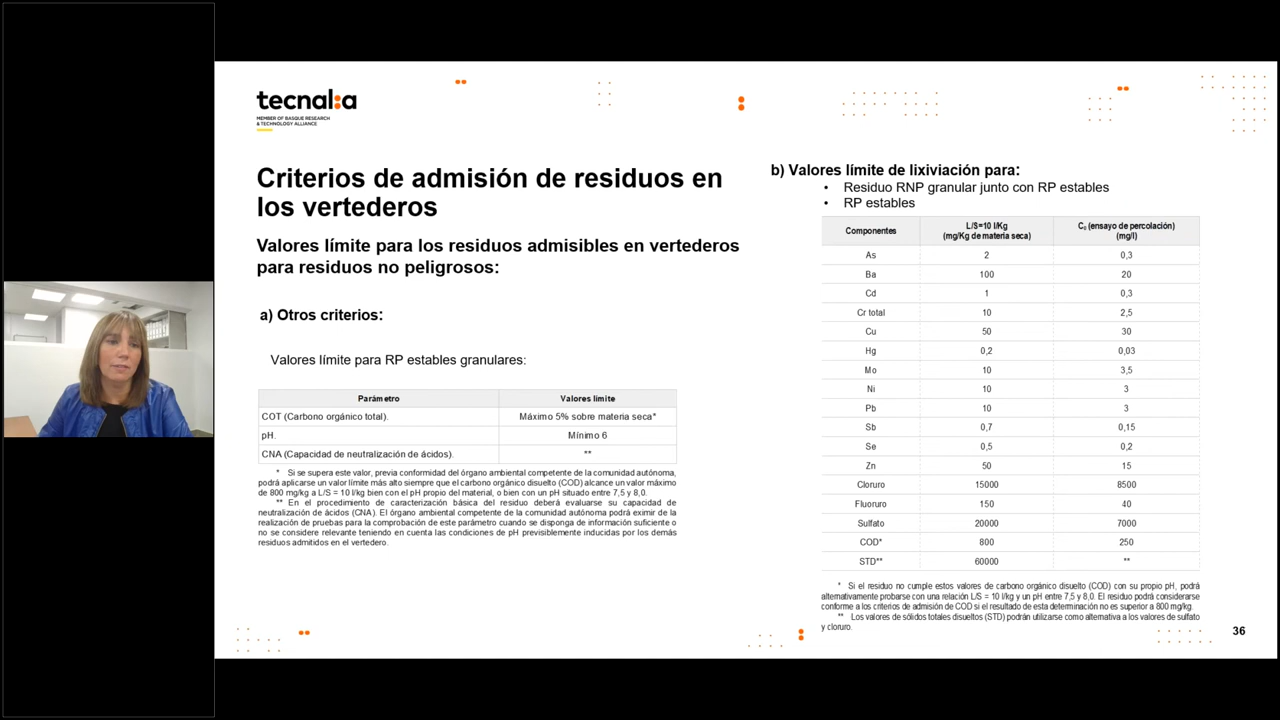 tecnal:a
MEMBER OF BASQUE RESEARCH
& TECHNOLOGY ALLIANCE
Criterios de admisión de residuos en
los vertederos
Valores límite para los residuos admisibles en vertederos
para residuos no peligrosos:
a) Otros criterios:
Valores límite para RP estables granulares:
Parámetro Valores límite
COT (Carbono orgánico total). Máximo 5% sobre materia seca*
pH. Mínimo 6
CNA (Capacidad de neutralización de ácidos). **
* Si se supera este valor, previa conformidad del órgano ambiental competente de la comunidad autónoma,
podrá aplicarse un valor límite más alto siempre que el carbono orgánico disuelto (COD) alcance un valor máximo
de 800 mg/kg a L/S = 10 l/kg bien con el pH propio del material, o bien con un pH situado entre 7,5 y 8,0.
** En el procedimiento de caracterización básica del residuo deberá evaluarse su capacidad de
neutralización de ácidos (CNA). El órgano ambiental competente de la comunidad autónoma podrá eximir de la
realización de pruebas para la comprobación de este parámetro cuando se disponga de información suficiente o
no se considere relevante teniendo en cuenta las condiciones de pH previsiblemente inducidas por los demás
residuos admitidos en el vertedero.
b) Valores límite de lixiviación para:
• Residuo RNP granular junto con RP estables
• RP estables
Componentes L/S=10 l/Kg (mg/Kg de materia seca) C₀ (ensayo de percolación) (mg/l)
As 2 0,3
Ba 100 20
Cd 1 0,3
Cr total 10 2,5
Cu 50 30
Hg 0,2 0,03
Mo 10 3,5
Ni 10 3
Pb 10 3
Sb 0,7 0,15
Se 0,5 0,2
Zn 50 15
Cloruro 15000 8500
Fluoruro 150 40
Sulfato 20000 7000
COD* 800 250
STD** 60000 **
* Si el residuo no cumple estos valores de carbono orgánico disuelto (COD) con su propio pH, podrá
alternativamente probarse con una relación L/S = 10 l/kg y un pH entre 7,5 y 8,0. El residuo podrá considerarse
conforme a los criterios de admisión de COD si el resultado de esta determinación no es superior a 800 mg/kg.
** Los valores de sólidos totales disueltos (STD) podrán utilizarse como alternativa a los valores de sulfato
y cloruro.
36